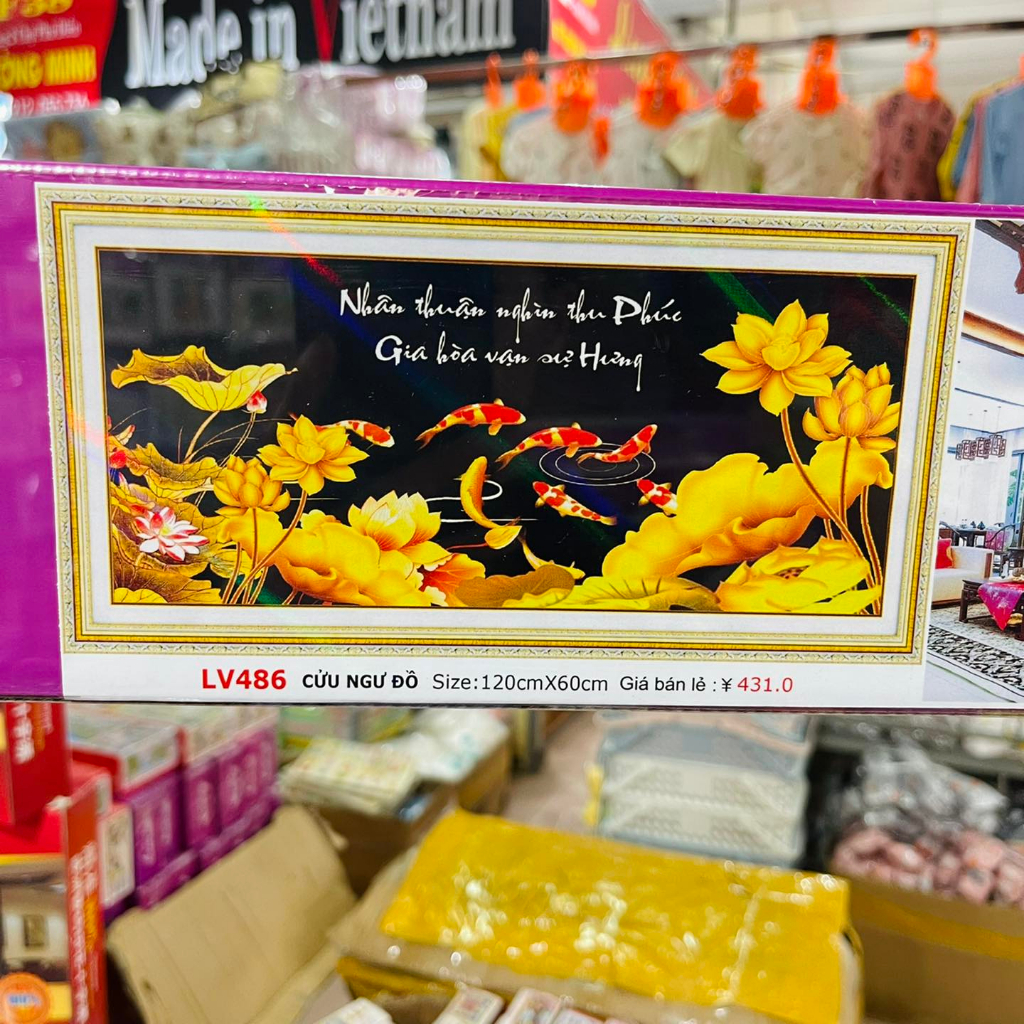 Made in Vietnam
Nhân thuận nghìn thu Phúc
Gia hòa vạn sự Hưng
LV486 CỬU NGƯ ĐỒ Size:120cmX60cm Giá bán lẻ : ¥ 431.0